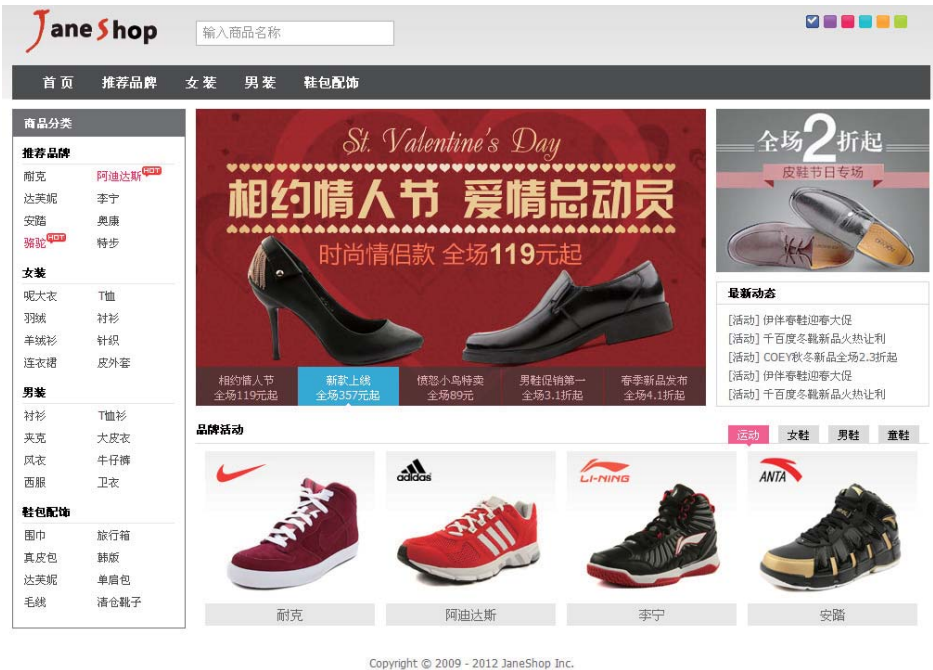 Jane Shop
输入商品名称
首页 推荐品牌 女装 男装 鞋包配饰
商品分类
推荐品牌
耐克 阿迪达斯 HOT
达芙妮 李宁
安踏 奥康
骆驼 HOT 特步
女装
呢大衣 T恤
羽绒 衬衫
羊绒衫 针织
连衣裙 皮外套
男装
衬衫 T恤衫
夹克 大皮衣
风衣 牛仔裤
西服 卫衣
鞋包配饰
围巾 旅行箱
真皮包 韩版
达芙妮 单肩包
毛线 清仓靴子
St. Valentine's Day
相约情人节 爱情总动员
时尚情侣款 全场119元起
相约情人节 新款上线 愤怒小鸟特卖 男鞋促销第一 春季新品发布
全场119元起 全场357元起 全场89元 全场3.1折起 全场4.1折起
全场2折起
皮鞋节日专场
最新动态
[活动] 伊伴春鞋迎春大促
[活动] 千百度冬靴新品火热让利
[活动] COEY秋冬新品全场2.3折起
[活动] 伊伴春鞋迎春大促
[活动] 千百度冬靴新品火热让利
品牌活动
运动 女鞋 男鞋 童鞋
adidas LI-NING ANTA
耐克 阿迪达斯 李宁 安踏
Copyright © 2009 - 2012 JaneShop Inc.